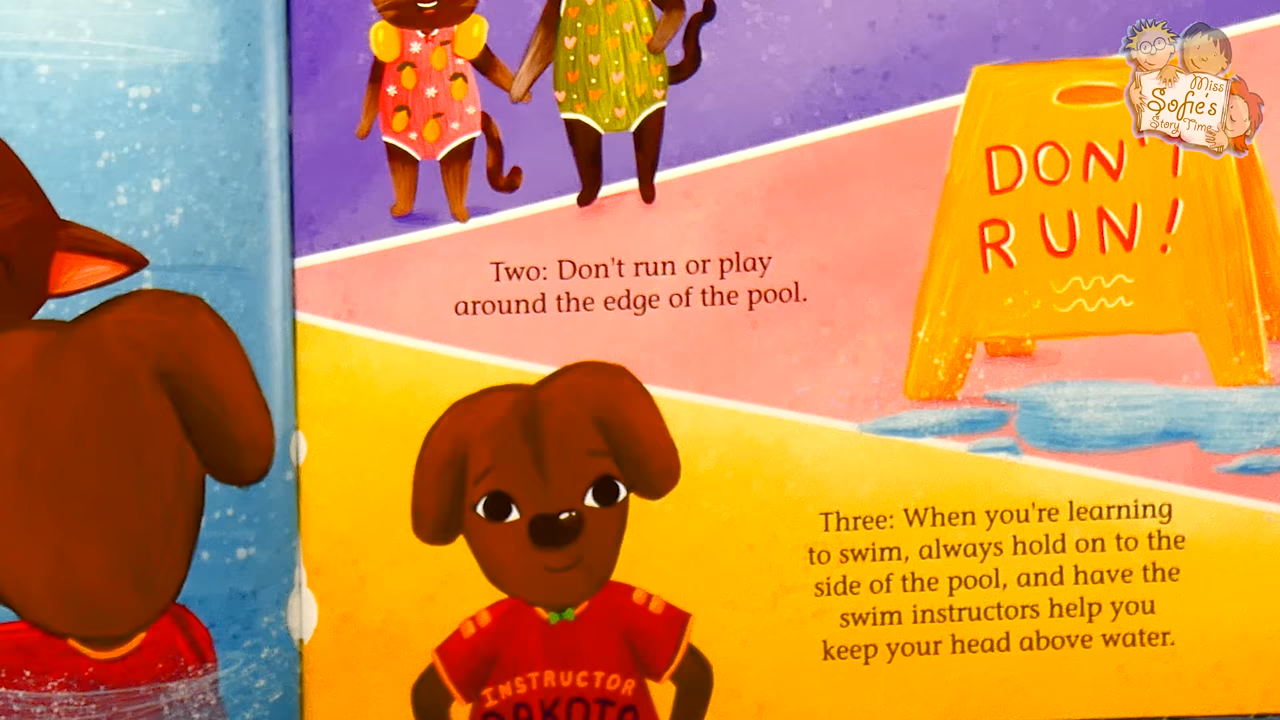 Miss
Sofie's
Story Time
DON'T
RUN!
Two: Don't run or play
around the edge of the pool.
Three: When you're learning
to swim, always hold on to the
side of the pool, and have the
swim instructors help you
keep your head above water.
INSTRUCTOR
DAKOTA